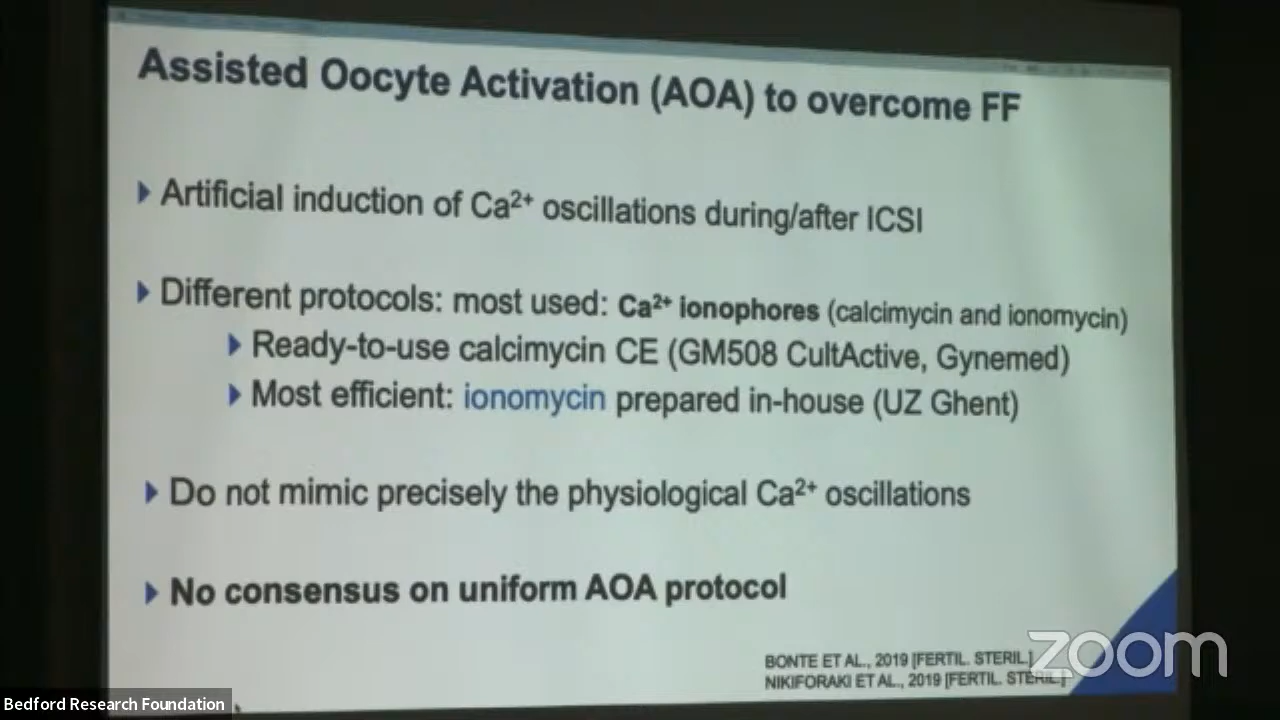 Assisted Oocyte Activation (AOA) to overcome FF
Artificial induction of Ca²⁺ oscillations during/after ICSI
Different protocols: most used: Ca²⁺ ionophores (calcimycin and ionomycin)
Ready-to-use calcimycin CE (GM508 CultActive, Gynemed)
Most efficient: ionomycin prepared in-house (UZ Ghent)
Do not mimic precisely the physiological Ca²⁺ oscillations
No consensus on uniform AOA protocol
BONTE ET AL., 2019 [FERTIL. STERIL.]
NIKIFORAKI ET AL., 2019 [FERTIL. STERIL.]
zoom
Bedford Research Foundation